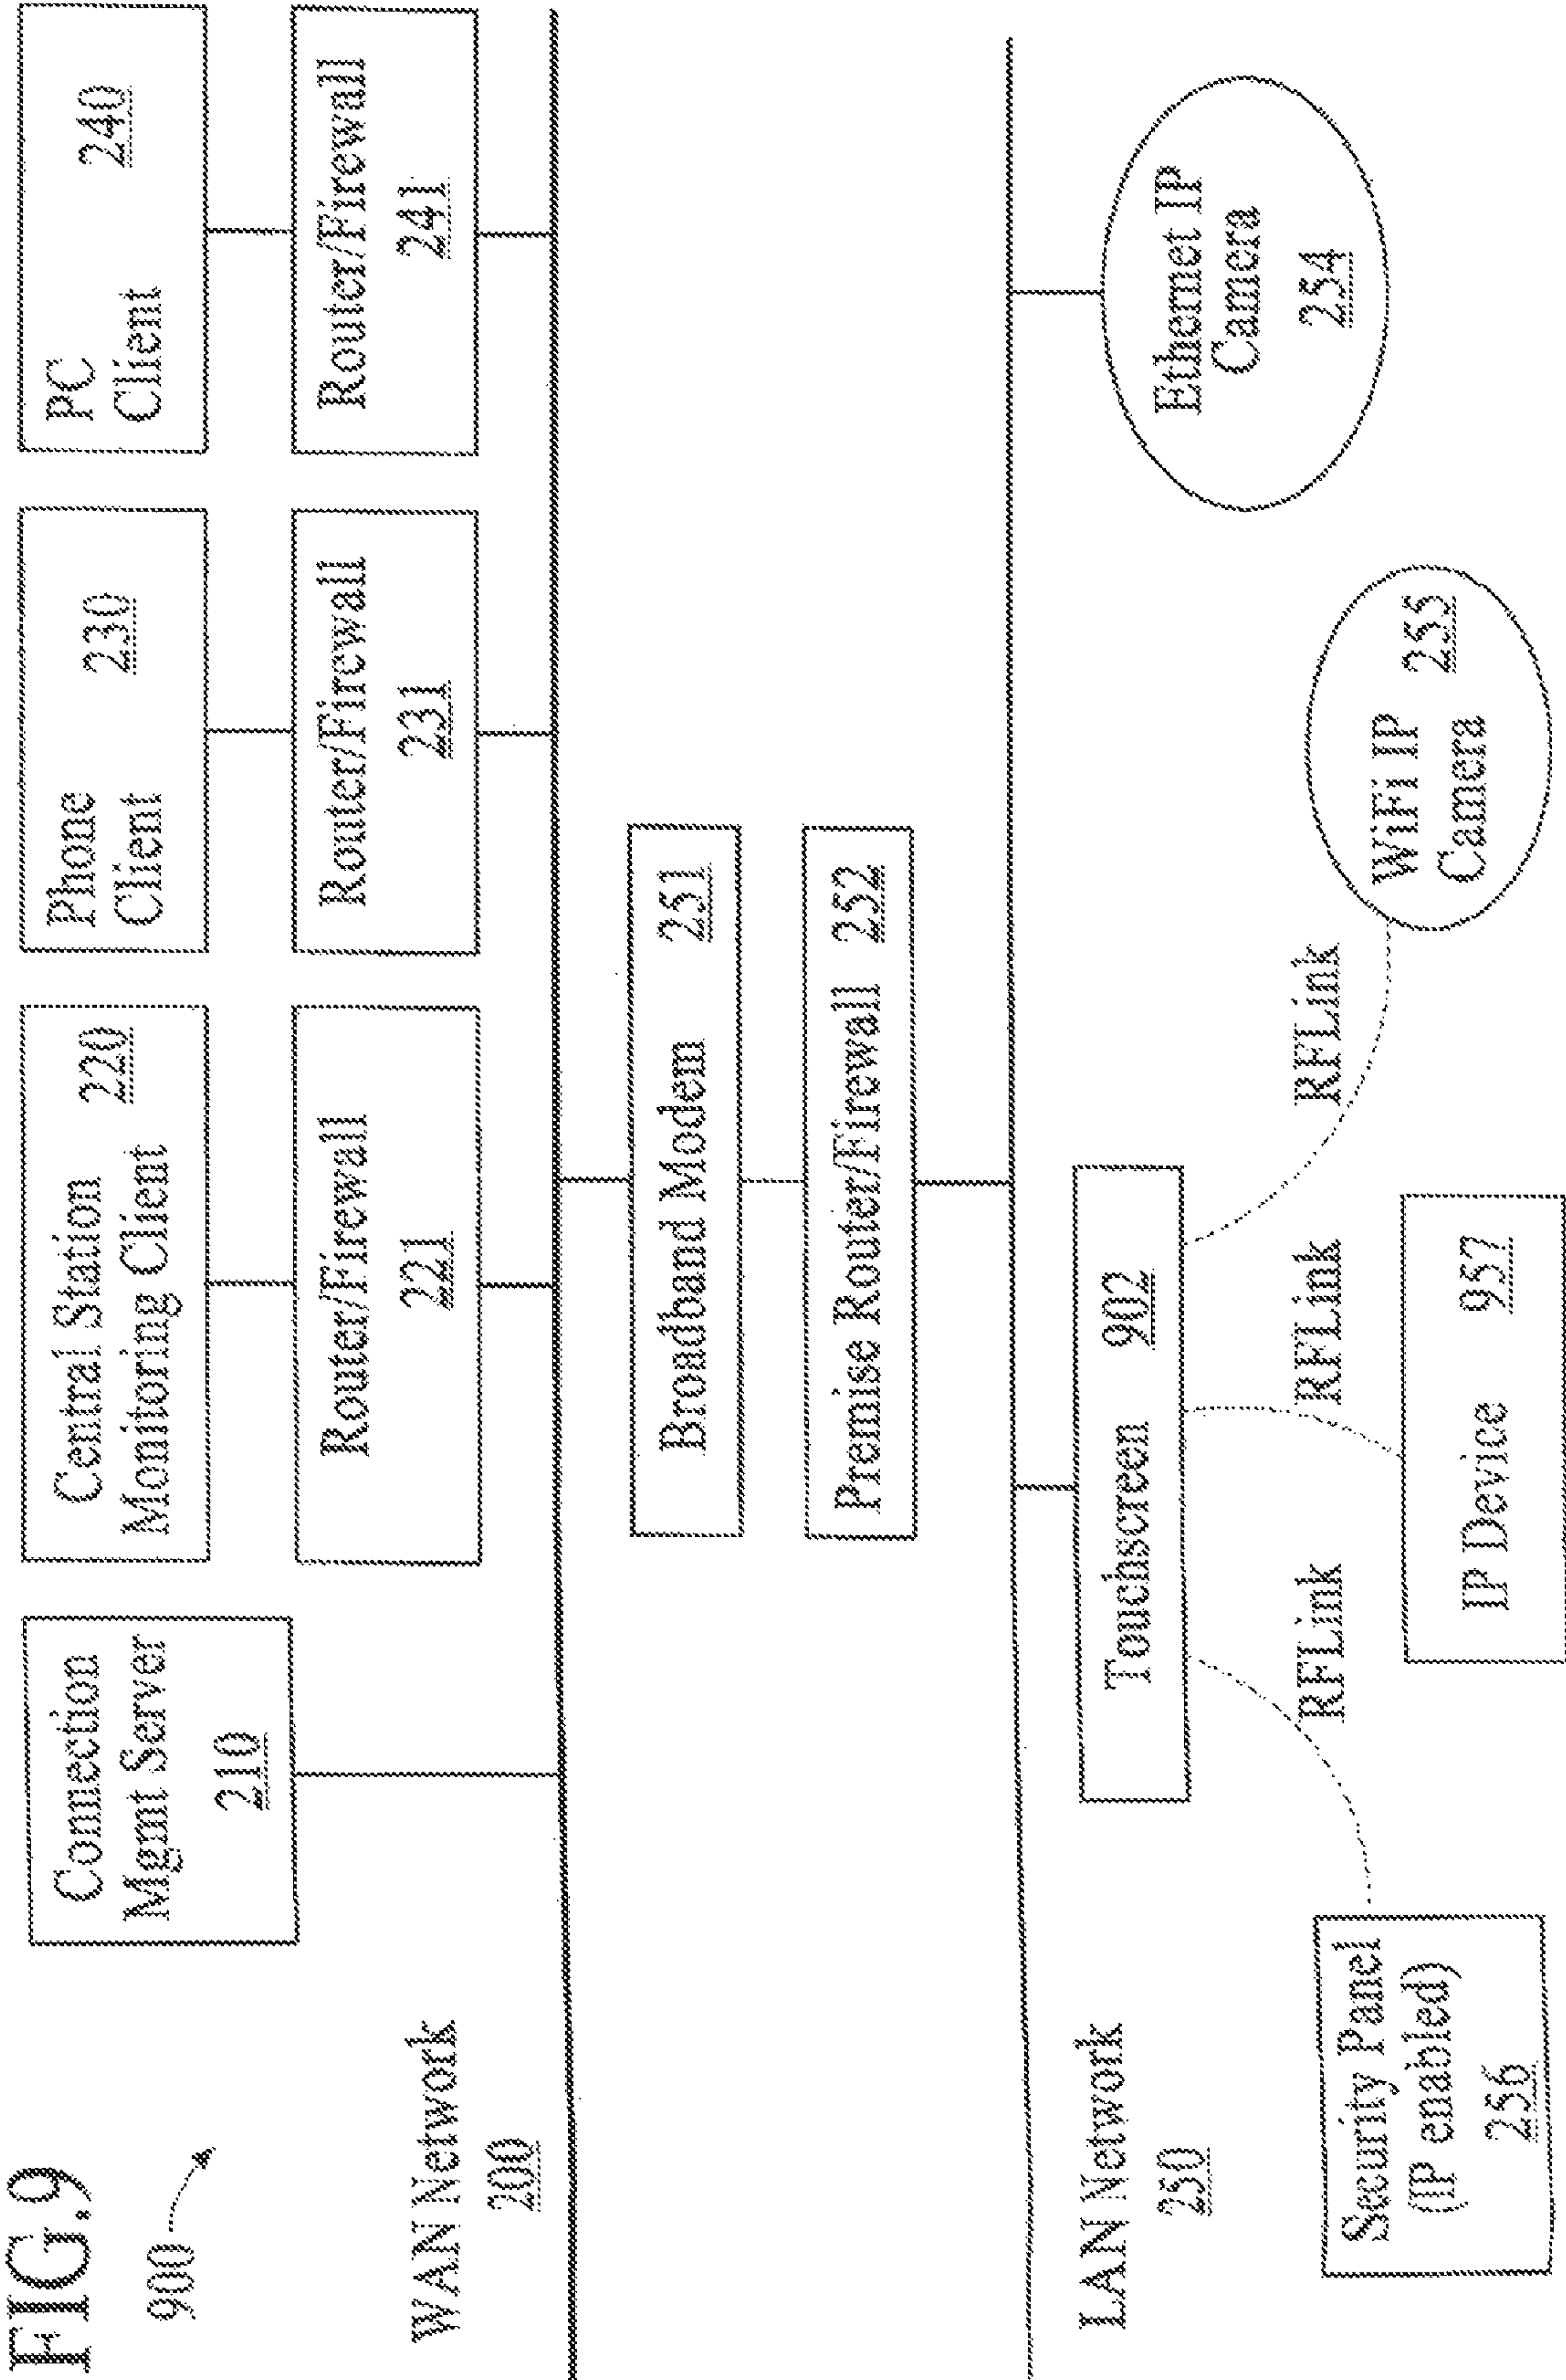 FIG.9
900
Connection
Mgmt Server
210
Central Station
Monitoring Client
220
Phone
Client
230
PC
Client
240
Router/Firewall
221
Router/Firewall
231
Router/Firewall
241
WAN Network
200
Broadband Modem 251
Premise Router/Firewall 252
LAN Network
250
Touchscreen 902
Ethernet IP
Camera
254
RFLink
RFLink
RFLink
Security Panel
(IP enabled)
256
IP Device 957
WiFi IP
Camera
255